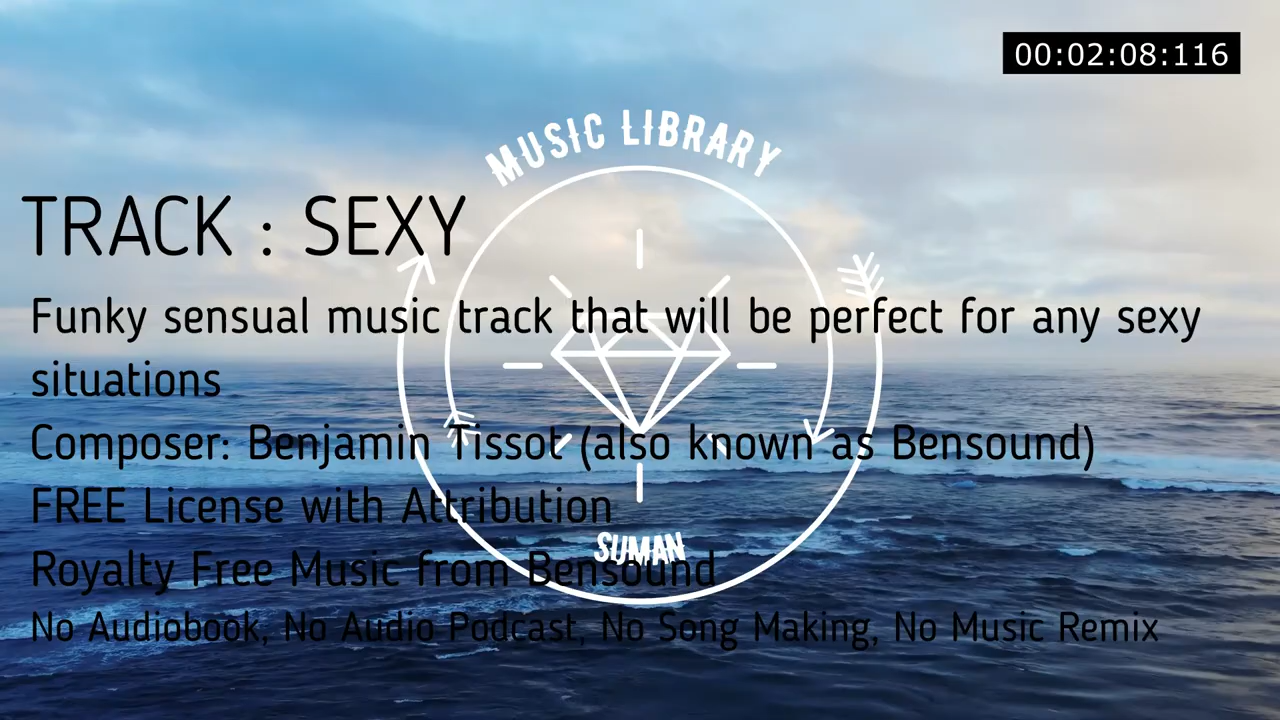 00:02:08:116
MUSIC LIBRARY
TRACK : SEXY
Funky sensual music track that will be perfect for any sexy
situations
Composer: Benjamin Tissot (also known as Bensound)
FREE License with Attribution
SUMAN
Royalty Free Music from Bensound
No Audiobook, No Audio Podcast, No Song Making, No Music Remix